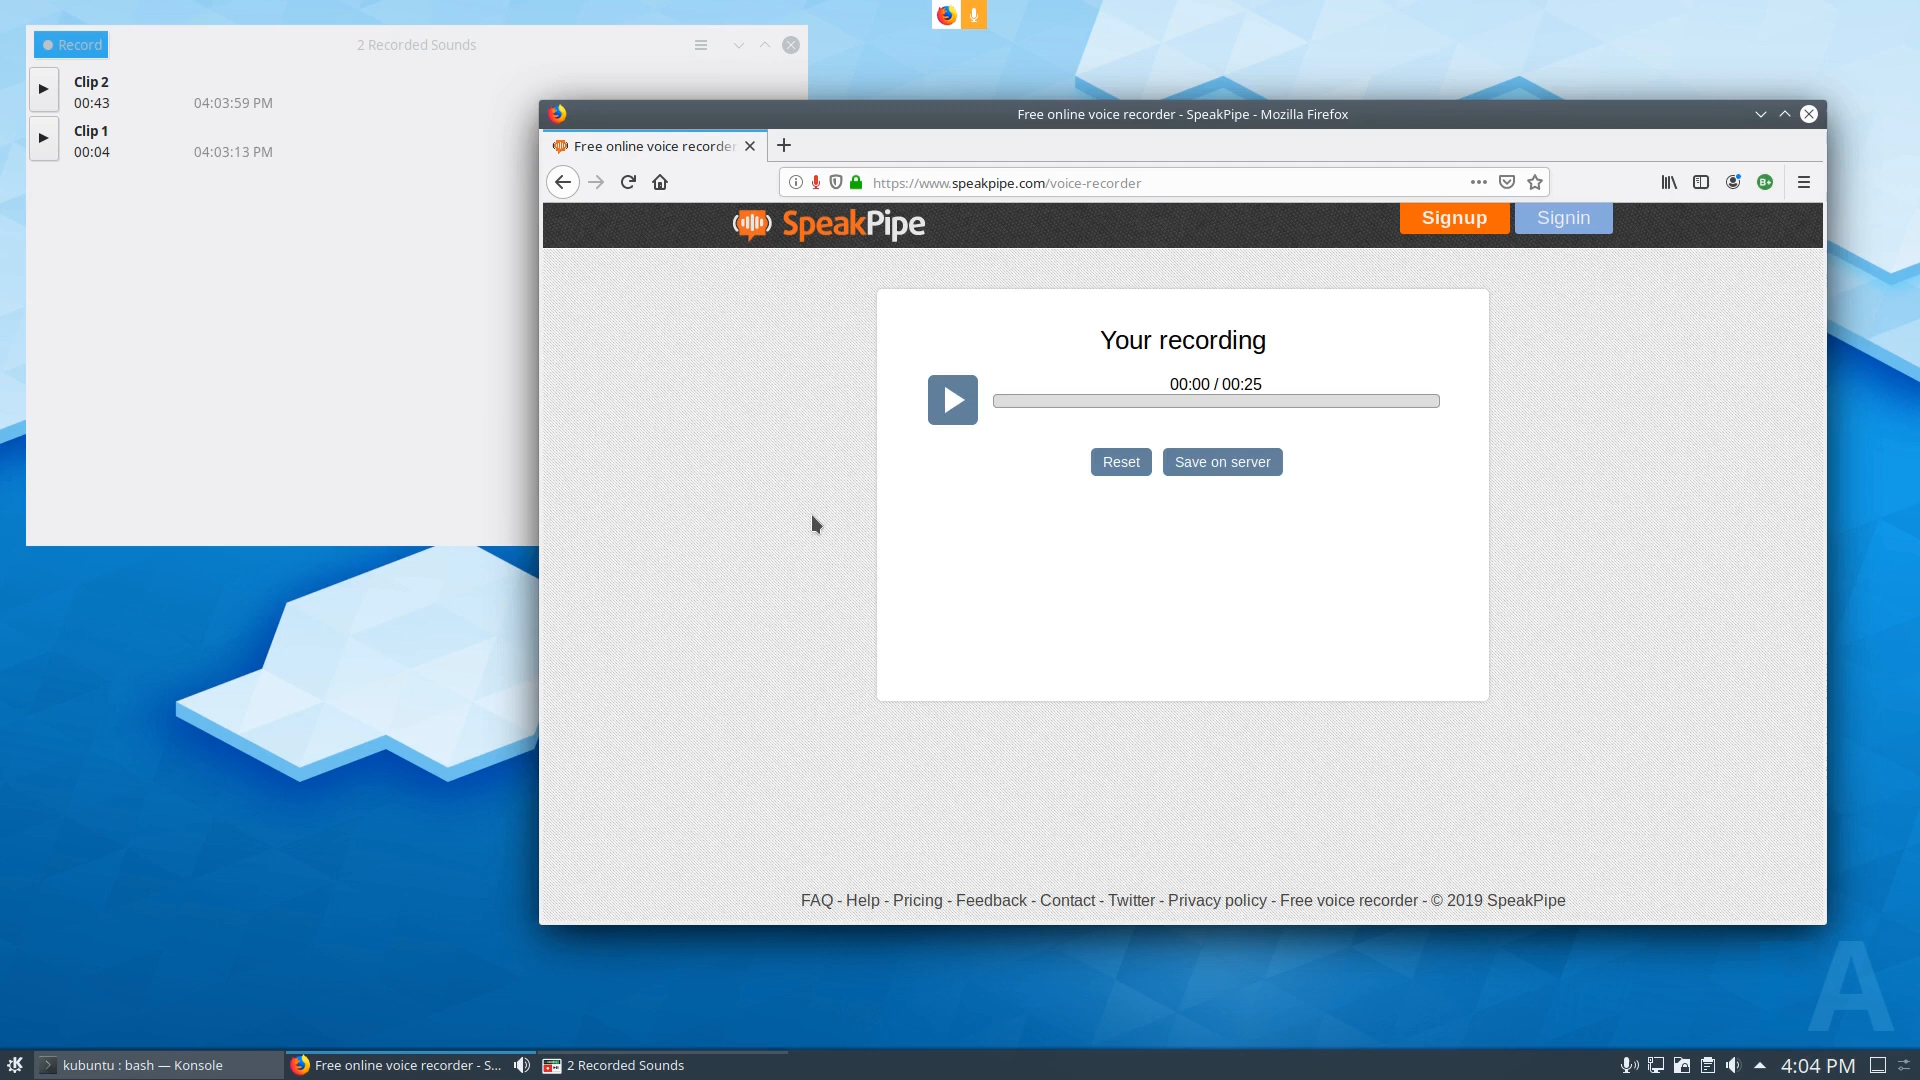 Record
2 Recorded Sounds
Clip 2
00:43 04:03:59 PM
Clip 1
00:04 04:03:13 PM
Free online voice recorder - SpeakPipe - Mozilla Firefox
Free online voice recorder
https://www.speakpipe.com/voice-recorder
B+
SpeakPipe
Signup
Signin
Your recording
00:00 / 00:25
Reset
Save on server
FAQ - Help - Pricing - Feedback - Contact - Twitter - Privacy policy - Free voice recorder - © 2019 SpeakPipe
A
kubuntu : bash — Konsole
Free online voice recorder - S...
2 Recorded Sounds
4:04 PM